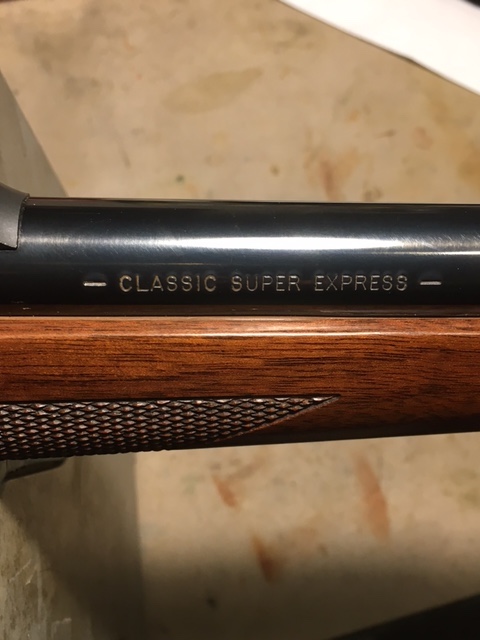 - CLASSIC SUPER EXPRESS -